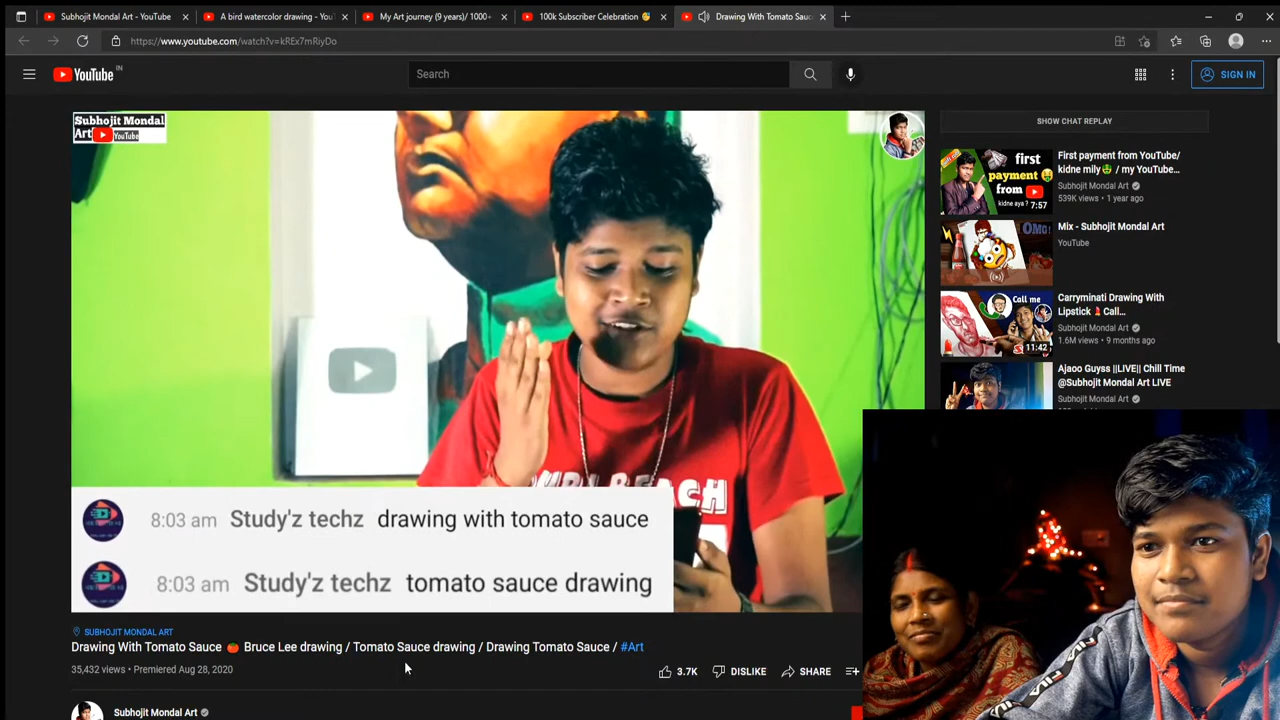 Subhojit Mondal Art - YouTube
A bird watercolor drawing - You
My Art journey (9 years)/ 1000+
100k Subscriber Celebration
Drawing With Tomato Sauc
https://www.youtube.com/watch?v=kREx7mRiyDo
YouTube IN
Search
SIGN IN
Subhojit Mondal
Art YouTube
8:03 am Study'z techz drawing with tomato sauce
8:03 am Study'z techz tomato sauce drawing
SUBHOJIT MONDAL ART
Drawing With Tomato Sauce 🍅 Bruce Lee drawing / Tomato Sauce drawing / Drawing Tomato Sauce / #Art
35,432 views • Premiered Aug 28, 2020
3.7K
DISLIKE
SHARE
Subhojit Mondal Art
SHOW CHAT REPLAY
first
payment
from
kidne aya ?
7:57
First payment from YouTube/
kidne mily🤑 / my YouTube...
Subhojit Mondal Art
539K views • 1 year ago
OMG!
Mix - Subhojit Mondal Art
YouTube
Call me
11:42
Carryminati Drawing With
Lipstick 💄 Call...
Subhojit Mondal Art
1.6M views • 9 months ago
Ajaoo Guyss ||LIVE|| Chill Time
@Subhojit Mondal Art LIVE
Subhojit Mondal Art
FILA